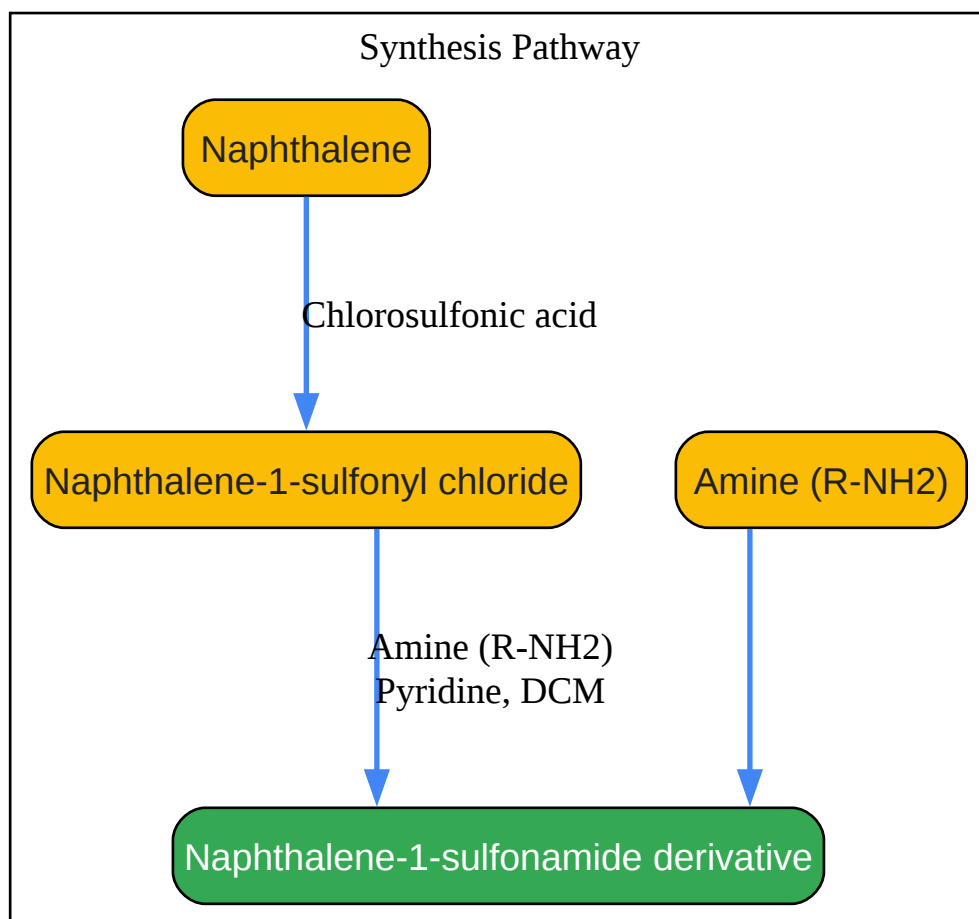 Synthesis Pathway
Naphthalene
Chlorosulfonic acid
Naphthalene-1-sulfonyl chloride
Amine (R-NH2)
Amine (R-NH2)
Pyridine, DCM
Naphthalene-1-sulfonamide derivative